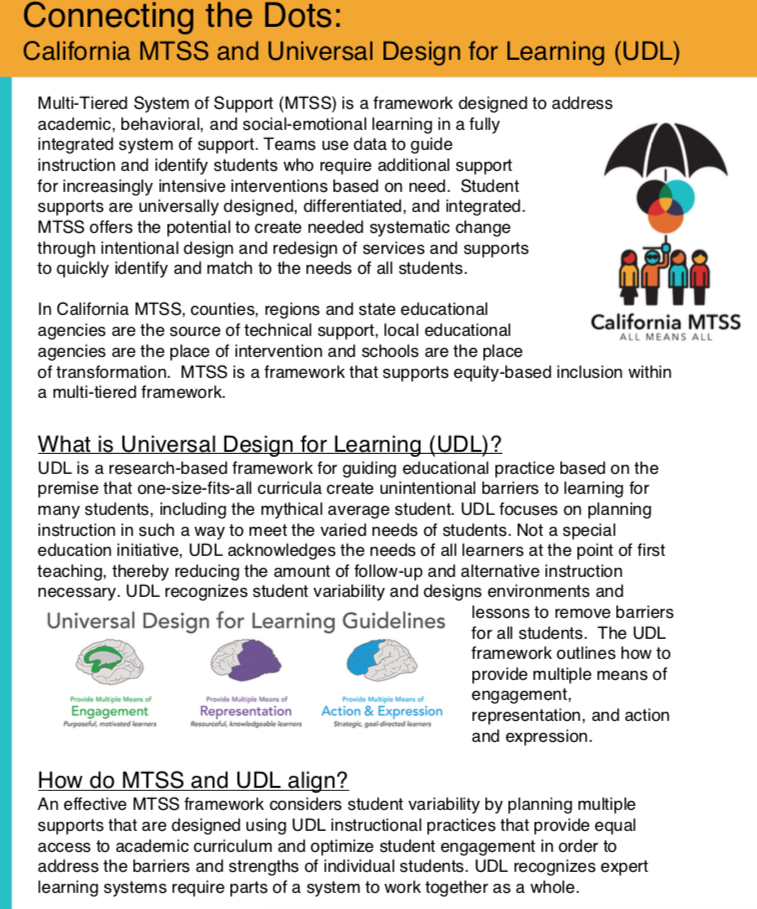 Connecting the Dots:
California MTSS and Universal Design for Learning (UDL)
Multi-Tiered System of Support (MTSS) is a framework designed to address
academic, behavioral, and social-emotional learning in a fully
integrated system of support. Teams use data to guide
instruction and identify students who require additional support
for increasingly intensive interventions based on need.  Student
supports are universally designed, differentiated, and integrated.
MTSS offers the potential to create needed systematic change
through intentional design and redesign of services and supports
to quickly identify and match to the needs of all students.
California MTSS
ALL MEANS ALL
In California MTSS, counties, regions and state educational
agencies are the source of technical support, local educational
agencies are the place of intervention and schools are the place
of transformation.  MTSS is a framework that supports equity-based inclusion within
a multi-tiered framework.
What is Universal Design for Learning (UDL)?
UDL is a research-based framework for guiding educational practice based on the
premise that one-size-fits-all curricula create unintentional barriers to learning for
many students, including the mythical average student. UDL focuses on planning
instruction in such a way to meet the varied needs of students. Not a special
education initiative, UDL acknowledges the needs of all learners at the point of first
teaching, thereby reducing the amount of follow-up and alternative instruction
necessary. UDL recognizes student variability and designs environments and
lessons to remove barriers
for all students.  The UDL
framework outlines how to
provide multiple means of
engagement,
representation, and action
and expression.
Universal Design for Learning Guidelines
Provide Multiple Means of
Engagement
Purposeful, motivated learners
Provide Multiple Means of
Representation
Resourceful, knowledgeable learners
Provide Multiple Means of
Action & Expression
Strategic, goal-directed learners
How do MTSS and UDL align?
An effective MTSS framework considers student variability by planning multiple
supports that are designed using UDL instructional practices that provide equal
access to academic curriculum and optimize student engagement in order to
address the barriers and strengths of individual students. UDL recognizes expert
learning systems require parts of a system to work together as a whole.